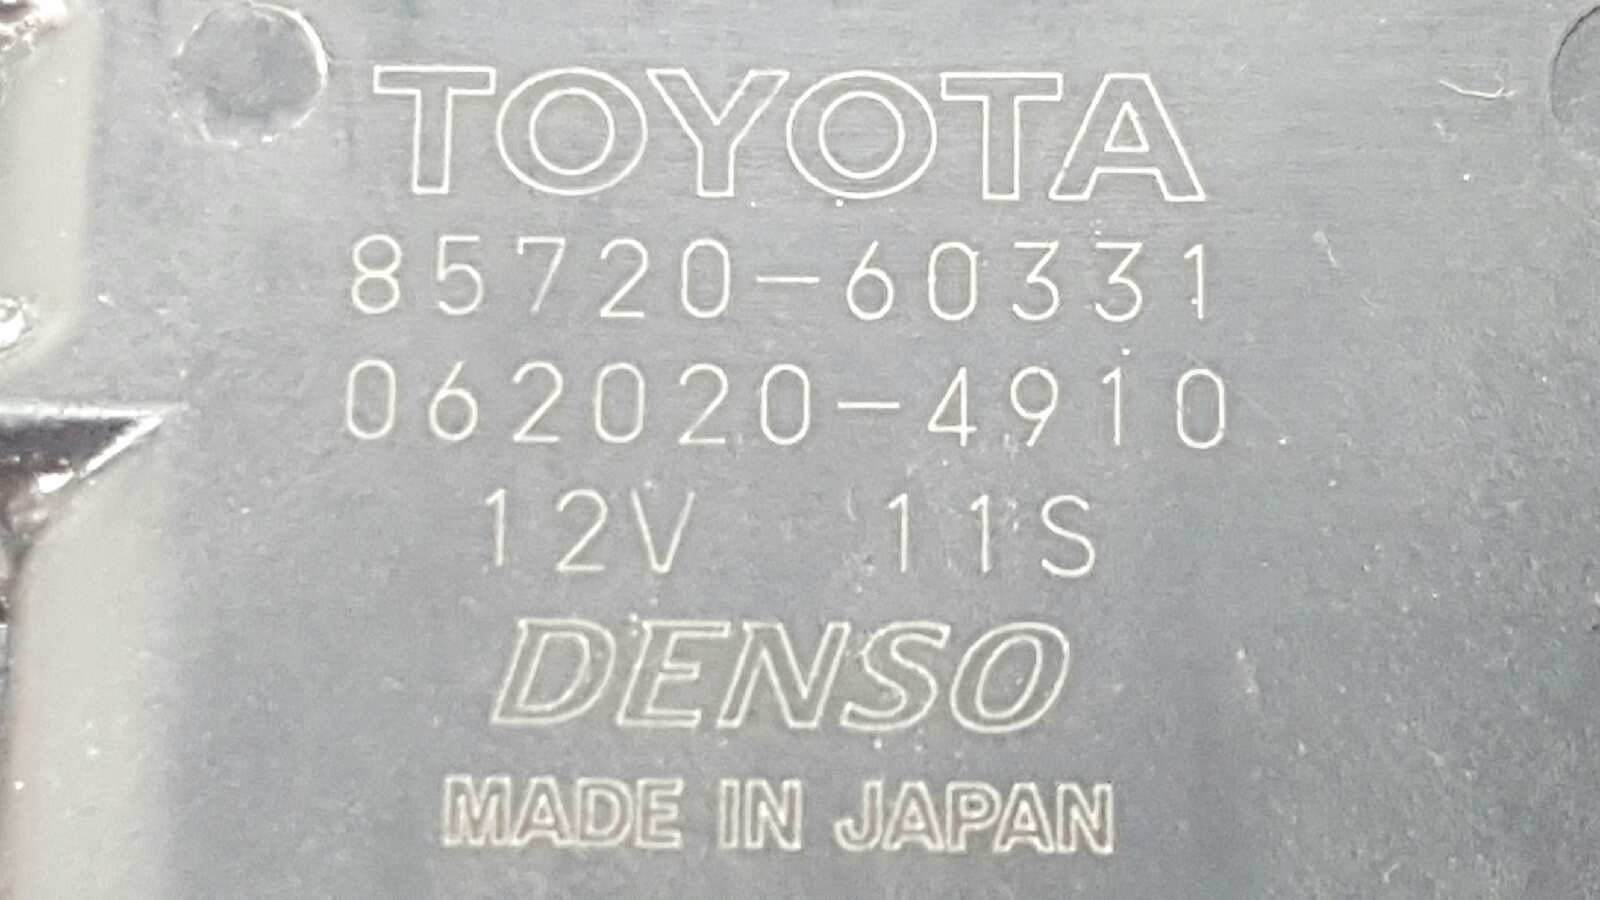 TOYOTA
85720-60331
062020-4910
12V 11S
DENSO
MADE IN JAPAN